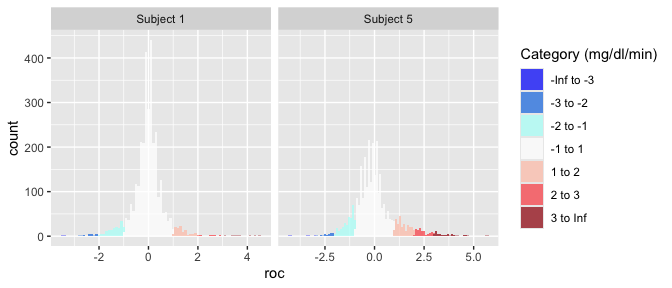 Subject 1
Subject 5
count
400
300
200
100
0
-2
0
2
4
-2.5
0.0
2.5
5.0
roc
Category (mg/dl/min)
-Inf to -3
-3 to -2
-2 to -1
-1 to 1
1 to 2
2 to 3
3 to Inf